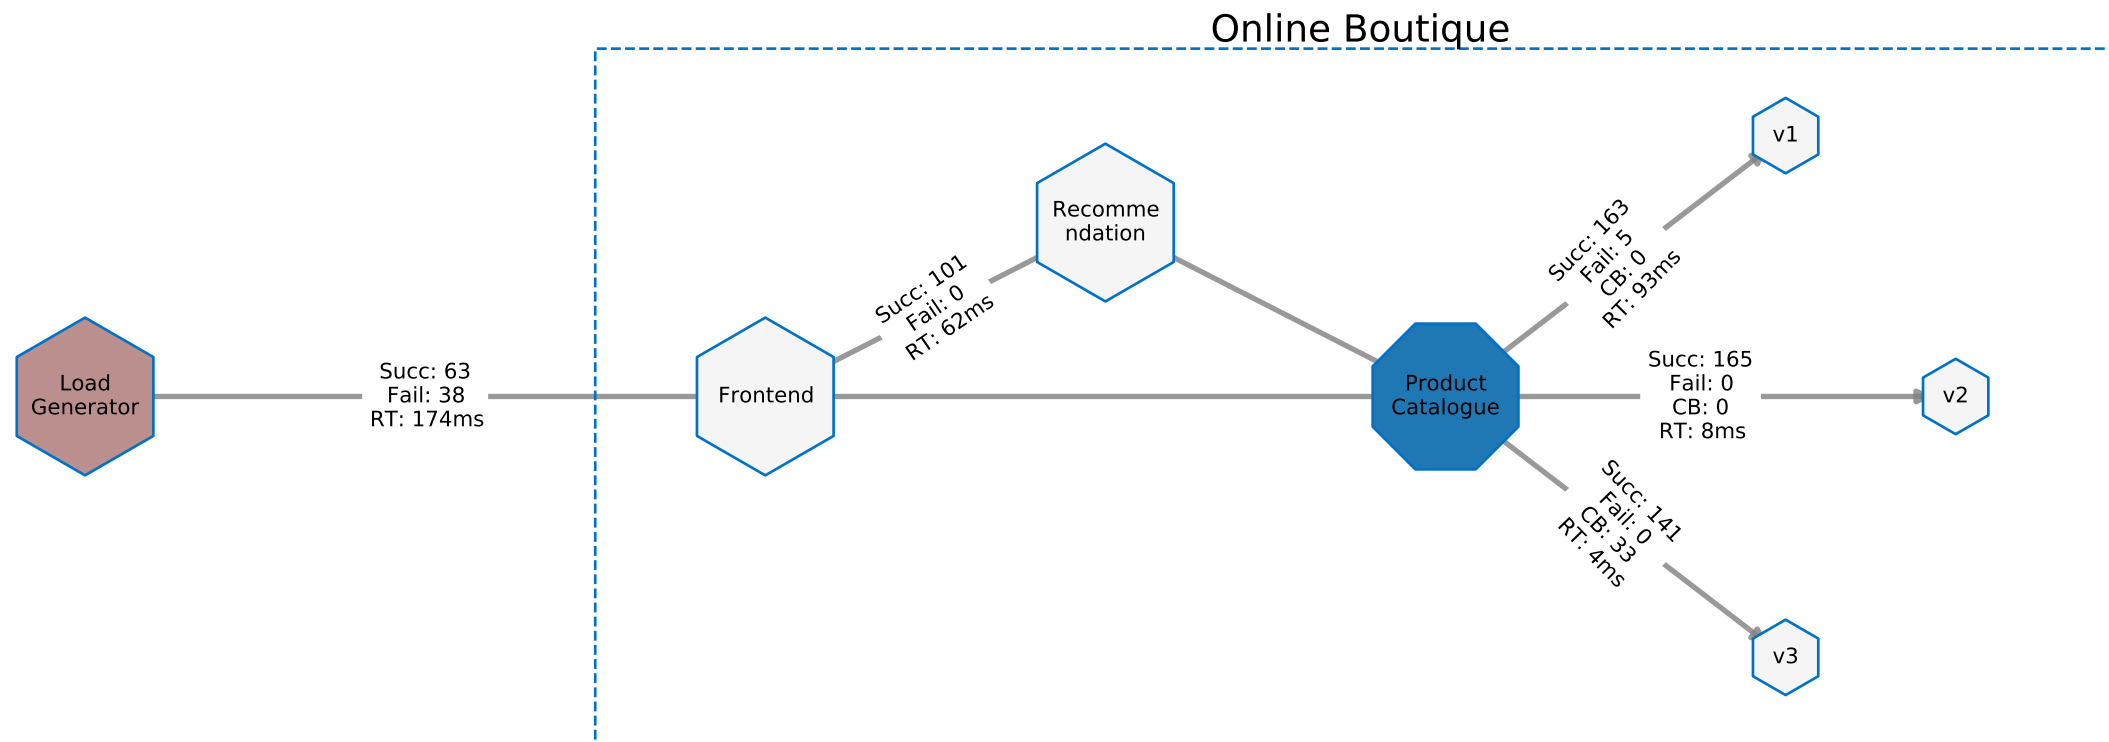 Online Boutique
Load
Generator
Succ: 63
Fail: 38
RT: 174ms
Frontend
Succ: 101
Fail: 0
RT: 62ms
Recomme
ndation
Product
Catalogue
Succ: 163
Fail: 5
CB: 0
RT: 93ms
v1
Succ: 165
Fail: 0
CB: 0
RT: 8ms
v2
Succ: 141
Fail: 0
CB: 33
RT: 4ms
v3